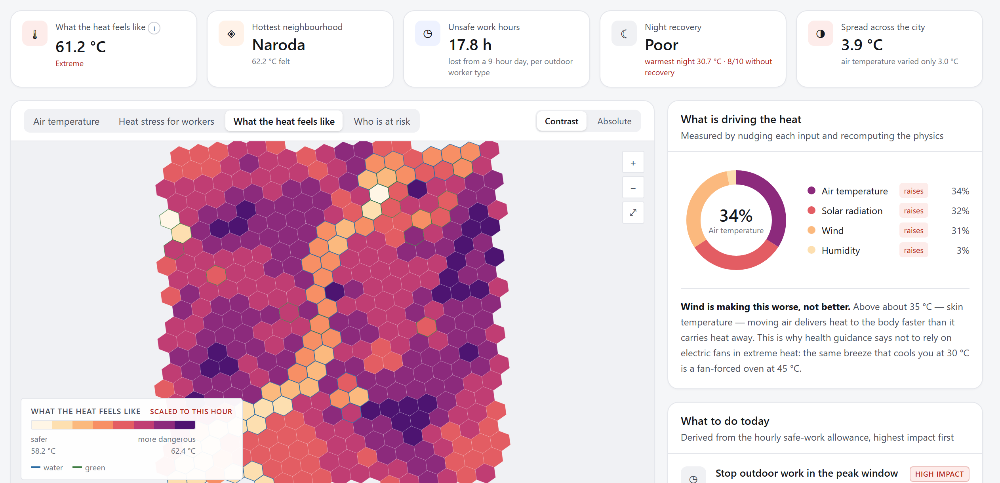 What the heat feels like i
61.2 °C
Extreme
Hottest neighbourhood
Naroda
62.2 °C felt
Unsafe work hours
17.8 h
lost from a 9-hour day, per outdoor
worker type
Night recovery
Poor
warmest night 30.7 °C · 8/10 without
recovery
Spread across the city
3.9 °C
air temperature varied only 3.0 °C
Air temperature
Heat stress for workers
What the heat feels like
Who is at risk
Contrast
Absolute
+
−
WHAT THE HEAT FEELS LIKE SCALED TO THIS HOUR
safer more dangerous
58.2 °C 62.4 °C
water green
What is driving the heat
Measured by nudging each input and recomputing the physics
34%
Air temperature
Air temperature raises 34%
Solar radiation raises 32%
Wind raises 31%
Humidity raises 3%
Wind is making this worse, not better. Above about 35 °C — skin
temperature — moving air delivers heat to the body faster than it
carries heat away. This is why health guidance says not to rely on
electric fans in extreme heat: the same breeze that cools you at 30 °C
is a fan-forced oven at 45 °C.
What to do today
Derived from the hourly safe-work allowance, highest impact first
Stop outdoor work in the peak window HIGH IMPACT